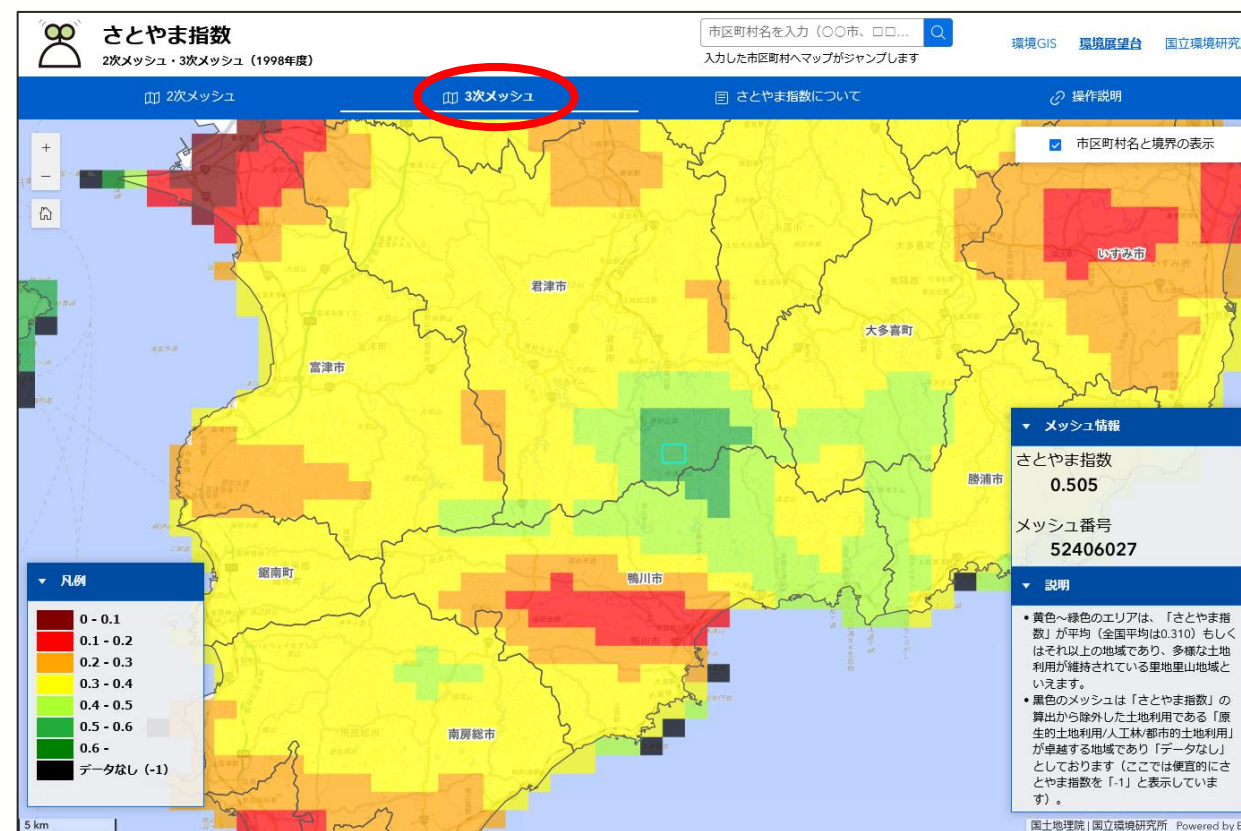 さとやま指数
2次メッシュ・3次メッシュ（1998年度）
市区町村名を入力（○○市、□□…
入力した市区町村へマップがジャンプします
環境GIS 環境展望台 国立環境研究
2次メッシュ 3次メッシュ さとやま指数について 操作説明
市区町村名と境界の表示
いすみ市
君津市
大多喜町
富津市
勝浦市
鋸南町
鴨川市
南房総市
メッシュ情報
さとやま指数
0.505
メッシュ番号
52406027
説明
• 黄色～緑色のエリアは、「さとやま指
数」が平均（全国平均は0.310）もしく
はそれ以上の地域であり、多様な土地
利用が維持されている里地里山地域と
いえます。
• 黒色のメッシュは「さとやま指数」の
算出から除外した土地利用である「原
生的土地利用/人工林/都市的土地利用」
が卓越する地域であり「データなし」
としております（ここでは便宜的にさ
とやま指数を「-1」と表示していま
す）。
凡例
0 - 0.1
0.1 - 0.2
0.2 - 0.3
0.3 - 0.4
0.4 - 0.5
0.5 - 0.6
0.6 -
データなし（-1）
5 km
国土地理院 | 国立環境研究所 Powered by E